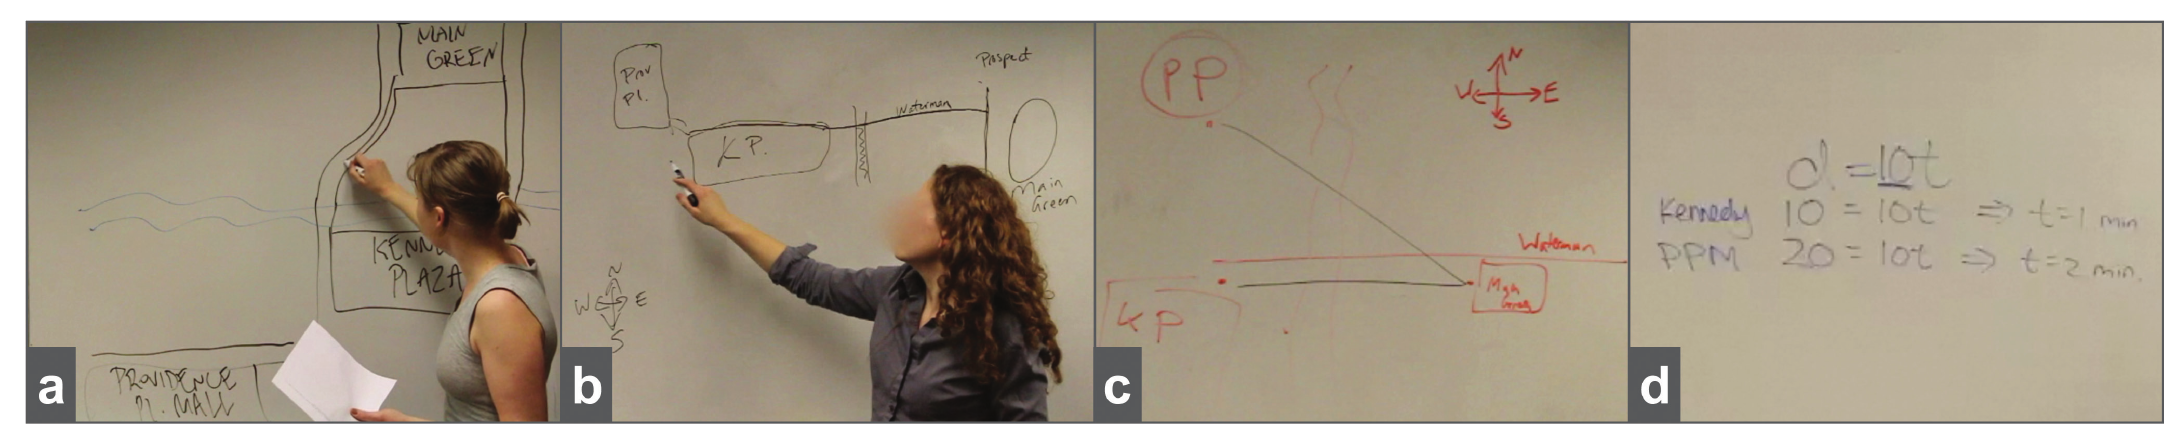 MAIN
GREEN
KENN
PLAZA
PROVIDENCE
PL. MALL
a
Prov
Pl.
K P.
Waterman
Prospect
Main
Green
N
W E
S
b
PP
N
W E
S
Waterman
KP
Main
Green
c
d = 10t
Kennedy 10 = 10t ⇒ t=1 min
PPM 20 = 10t ⇒ t=2 min.
d